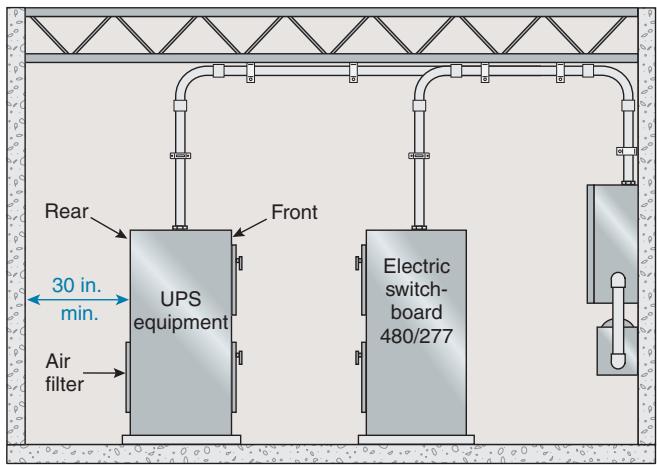 Rear
Front
30 in.
min.
UPS
equipment
Electric
switch-
board
480/277
Air
filter